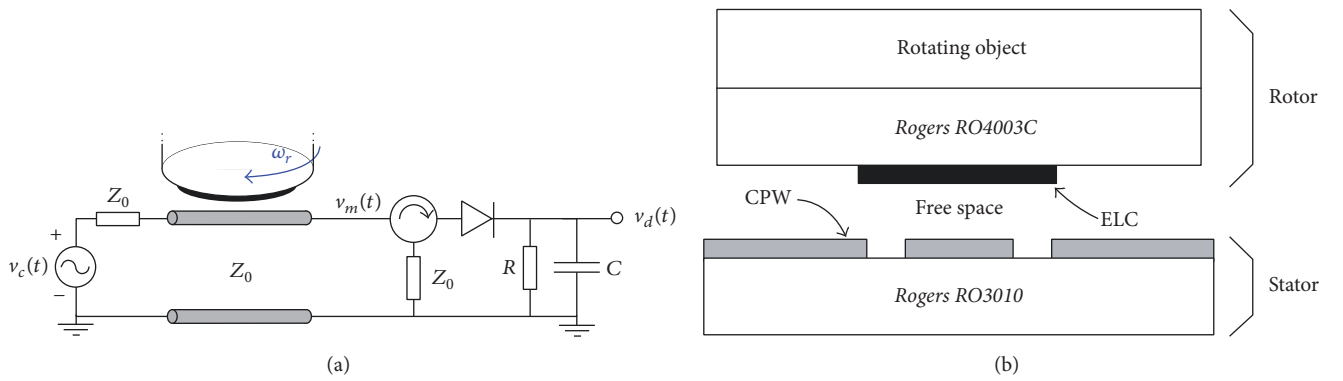 ω_r
Z_0
v_m(t)
v_d(t)
+
v_c(t)
−
Z_0
Z_0
R
C
(a)
Rotating object
Rogers RO4003C
Rotor
CPW
Free space
ELC
Rogers RO3010
Stator
(b)